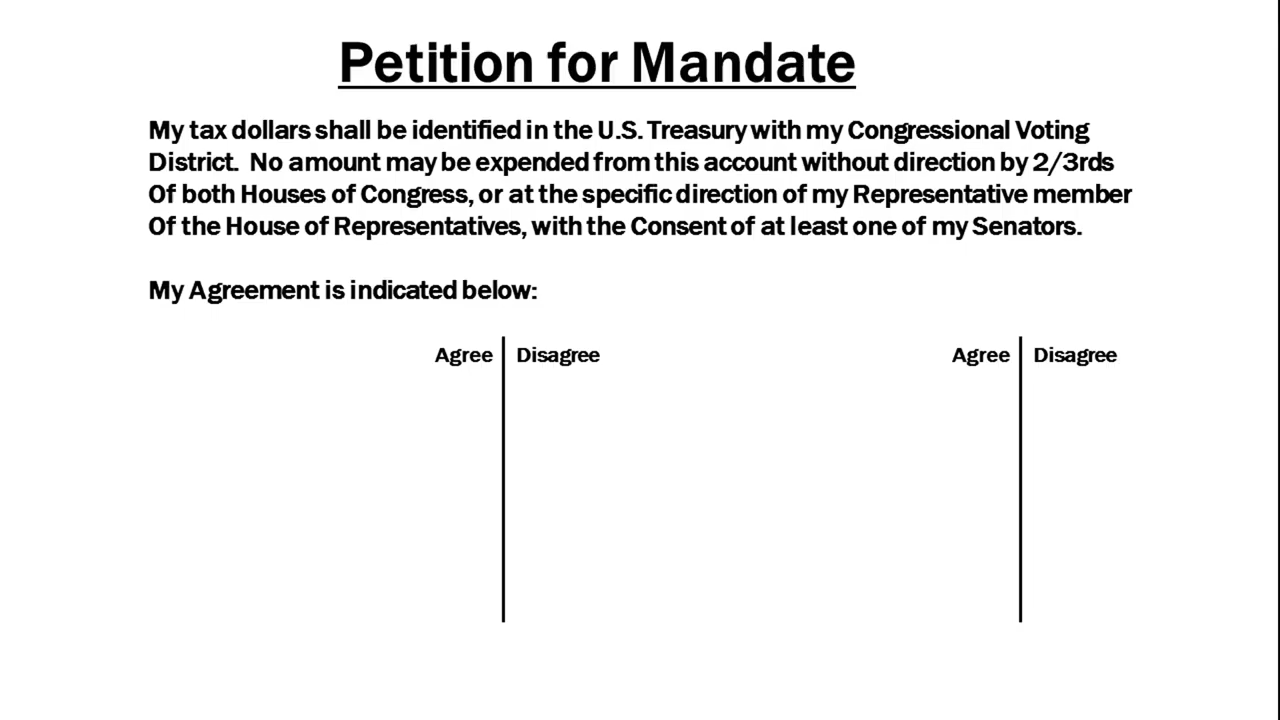 Petition for Mandate
My tax dollars shall be identified in the U.S. Treasury with my Congressional Voting
District.  No amount may be expended from this account without direction by 2/3rds
Of both Houses of Congress, or at the specific direction of my Representative member
Of the House of Representatives, with the Consent of at least one of my Senators.
My Agreement is indicated below:
Agree Disagree Agree Disagree